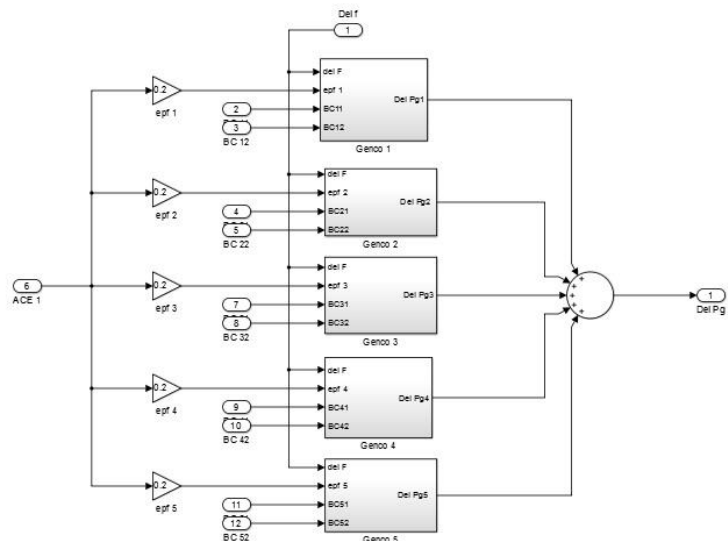 Del f
1
del F
epf 1
BC11
BC12
Del Pg1
Genco 1
0.2
epf 1
2
3
BC 12
del F
epf 2
BC21
BC22
Del Pg2
Genco 2
0.2
epf 2
4
5
BC 22
6
ACE 1
del F
epf 3
BC31
BC32
Del Pg3
Genco 3
0.2
epf 3
7
8
BC 32
1
Del Pg
del F
epf 4
BC41
BC42
Del Pg4
Genco 4
0.2
epf 4
9
10
BC 42
del F
epf 5
BC51
BC52
Del Pg5
Genco 5
0.2
epf 5
11
12
BC 52
+
+
+
+
+